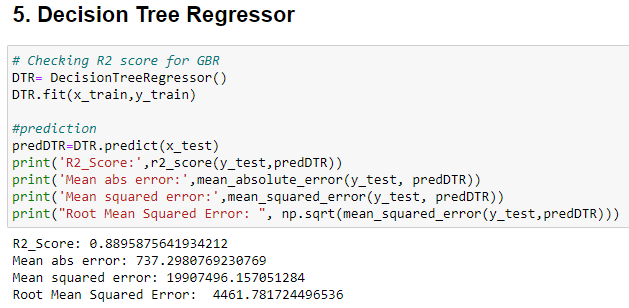 5. Decision Tree Regressor
# Checking R2 score for GBR
DTR= DecisionTreeRegressor()
DTR.fit(x_train,y_train)
#prediction
predDTR=DTR.predict(x_test)
print('R2_Score:',r2_score(y_test,predDTR))
print('Mean abs error:',mean_absolute_error(y_test, predDTR))
print('Mean squared error:',mean_squared_error(y_test, predDTR))
print("Root Mean Squared Error: ", np.sqrt(mean_squared_error(y_test,predDTR)))
R2_Score: 0.8895875641934212
Mean abs error: 737.2980769230769
Mean squared error: 19907496.157051284
Root Mean Squared Error:  4461.781724496536